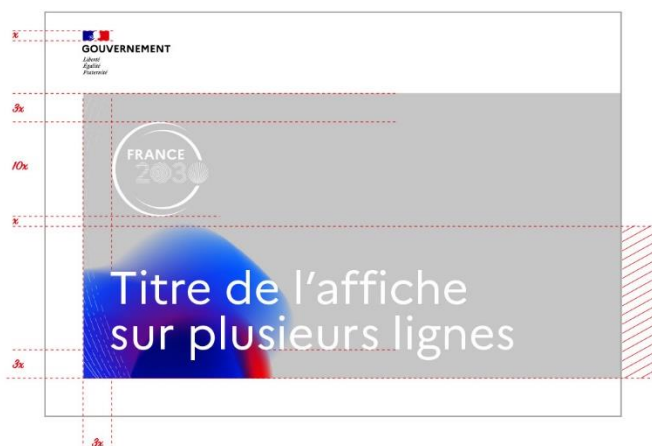 x
GOUVERNEMENT
Liberté
Égalité
Fraternité
3x
10x
FRANCE
2030
x
Titre de l’affiche
sur plusieurs lignes
3x
3x